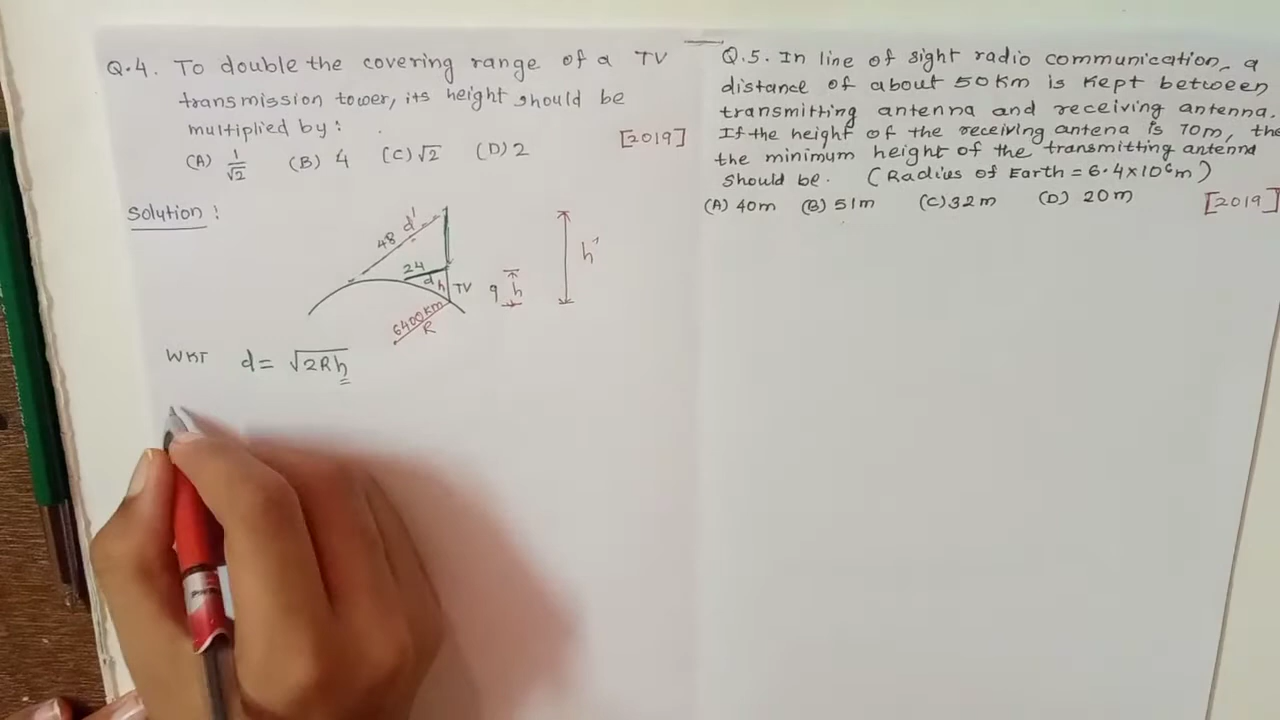 Q.4. To double the covering range of a TV
transmission tower, its height should be
multiplied by:
[2019]
(A) 1/√2 (B) 4 (C) √2 (D) 2
Solution:
48 d'
24
d h TV
9 h
h'
6400km
R
WKT d = √2Rh
Q.5. In line of sight radio communication, a
distance of about 50 Km is kept between
transmitting antenna and receiving antenna.
If the height of the receiving antena is 70m, the
the minimum height of the transmitting antenna
should be. (Radius of Earth = 6.4×10⁶m)
(A) 40m (B) 51m (C) 32m (D) 20m
[2019]